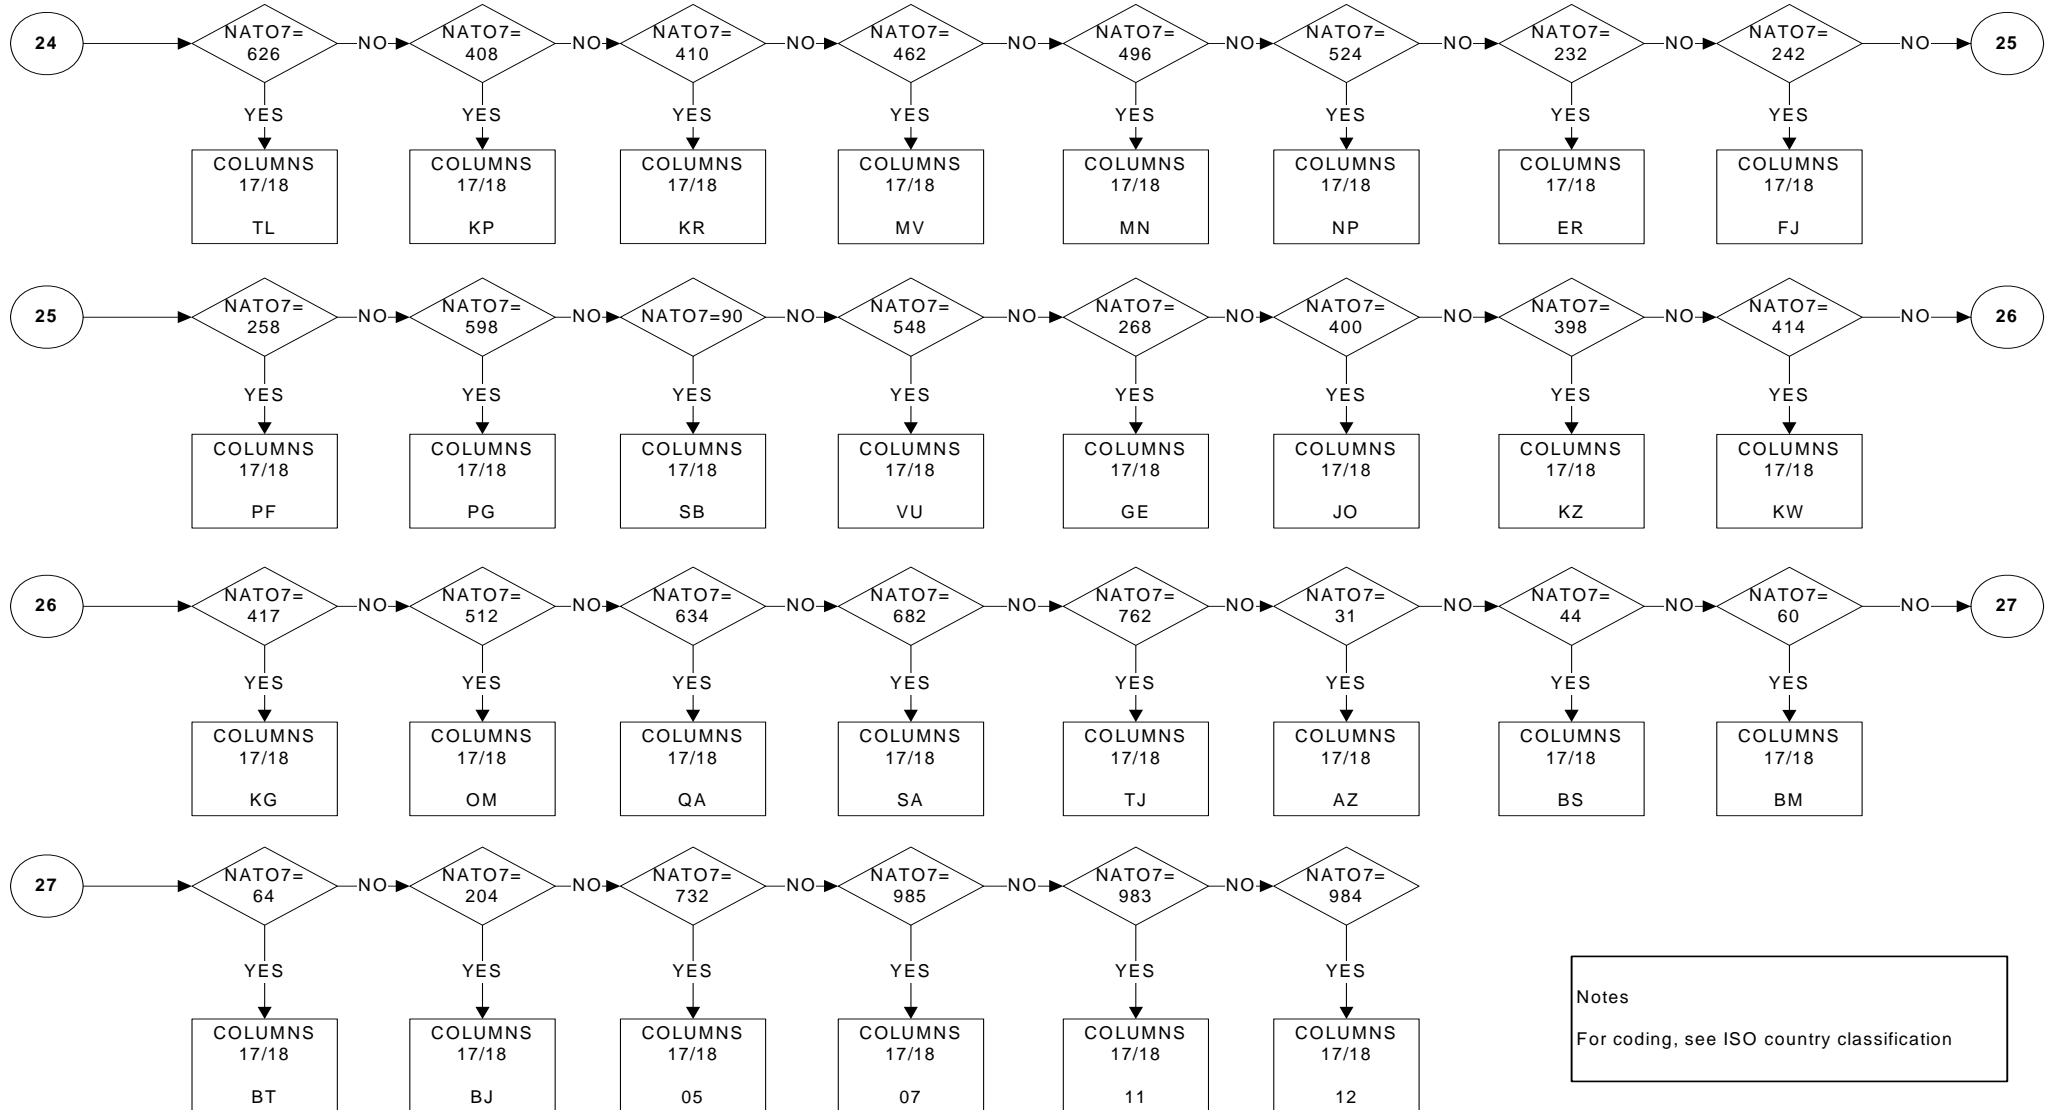 24
NATO7=
626
NO
NATO7=
408
NO
NATO7=
410
NO
NATO7=
462
NO
NATO7=
496
NO
NATO7=
524
NO
NATO7=
232
NO
NATO7=
242
NO
25
YES
YES
YES
YES
YES
YES
YES
YES
COLUMNS
17/18
TL
COLUMNS
17/18
KP
COLUMNS
17/18
KR
COLUMNS
17/18
MV
COLUMNS
17/18
MN
COLUMNS
17/18
NP
COLUMNS
17/18
ER
COLUMNS
17/18
FJ
25
NATO7=
258
NO
NATO7=
598
NO
NATO7=90
NO
NATO7=
548
NO
NATO7=
268
NO
NATO7=
400
NO
NATO7=
398
NO
NATO7=
414
NO
26
YES
YES
YES
YES
YES
YES
YES
YES
COLUMNS
17/18
PF
COLUMNS
17/18
PG
COLUMNS
17/18
SB
COLUMNS
17/18
VU
COLUMNS
17/18
GE
COLUMNS
17/18
JO
COLUMNS
17/18
KZ
COLUMNS
17/18
KW
26
NATO7=
417
NO
NATO7=
512
NO
NATO7=
634
NO
NATO7=
682
NO
NATO7=
762
NO
NATO7=
31
NO
NATO7=
44
NO
NATO7=
60
NO
27
YES
YES
YES
YES
YES
YES
YES
YES
COLUMNS
17/18
KG
COLUMNS
17/18
OM
COLUMNS
17/18
QA
COLUMNS
17/18
SA
COLUMNS
17/18
TJ
COLUMNS
17/18
AZ
COLUMNS
17/18
BS
COLUMNS
17/18
BM
27
NATO7=
64
NO
NATO7=
204
NO
NATO7=
732
NO
NATO7=
985
NO
NATO7=
983
NO
NATO7=
984
YES
YES
YES
YES
YES
YES
COLUMNS
17/18
BT
COLUMNS
17/18
BJ
COLUMNS
17/18
05
COLUMNS
17/18
07
COLUMNS
17/18
11
COLUMNS
17/18
12
Notes
For coding, see ISO country classification